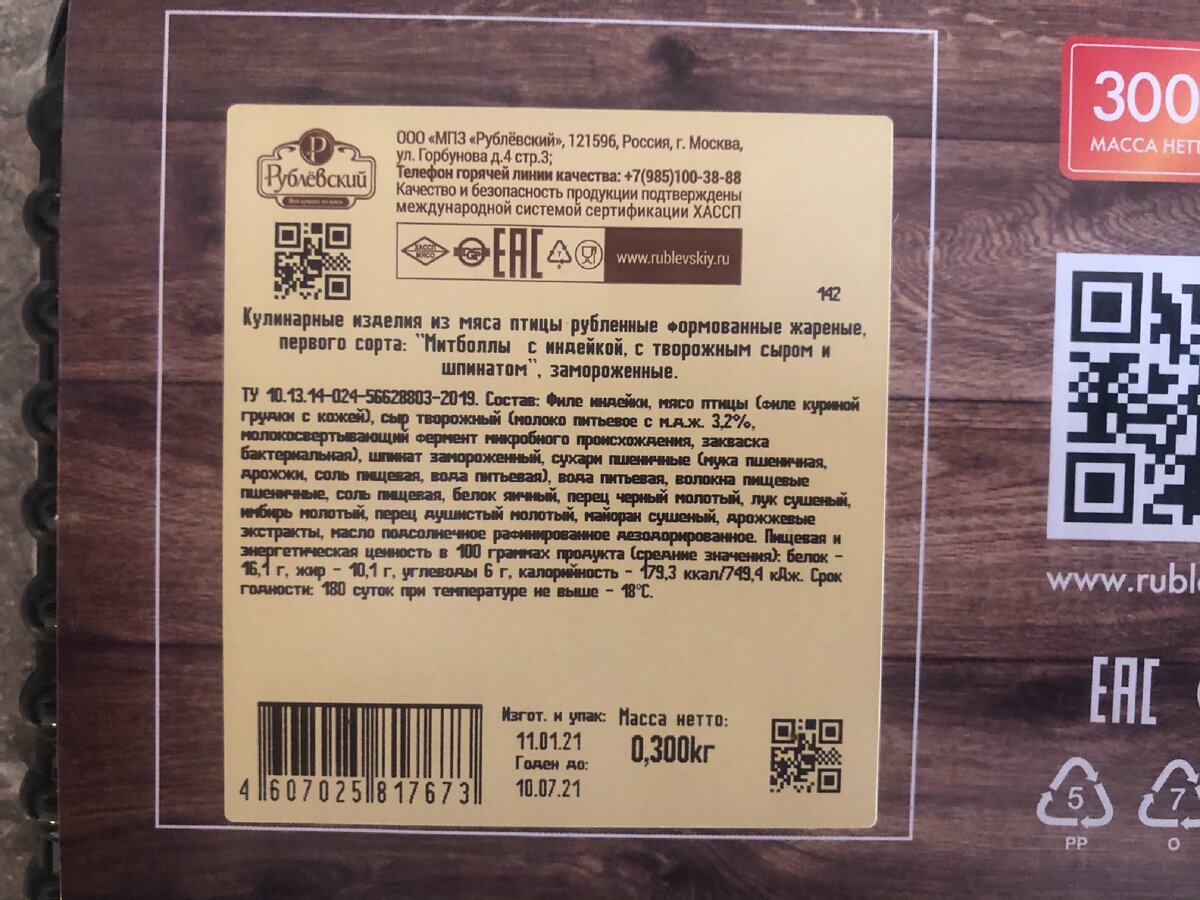 Рублёвский
ООО «МПЗ «Рублёвский», 121596, Россия, г. Москва,
ул. Горбунова д.4 стр.3;
Телефон горячей линии качества: +7(985)100-38-88
Качество и безопасность продукции подтверждены
международной системой сертификации ХАССП
ХАССП
МЯСО
EAC
7
www.rublevskiy.ru
142
Кулинарные изделия из мяса птицы рубленные формованные жареные,
первого сорта: "Митболлы с индейкой, с творожным сыром и
шпинатом", замороженные.
ТУ 10.13.14-024-56628803-2019. Состав: Филе индейки, мясо птицы (филе куриной
грудки с кожей), сыр творожный (молоко питьевое с м.д.ж. 3,2%,
молокосвертывающий фермент микробного происхождения, закваска
бактериальная), шпинат замороженный, сухари пшеничные (мука пшеничная,
дрожжи, соль пищевая, вода питьевая), вода питьевая, волокна пищевые
пшеничные, соль пищевая, белок яичный, перец черный молотый, лук сушеный,
имбирь молотый, перец душистый молотый, майоран сушеный, дрожжевые
экстракты, масло подсолнечное рафинированное дезодорированное. Пищевая и
энергетическая ценность в 100 граммах продукта (средние значения): белок -
16,1 г, жир - 10,1 г, углеводы 6 г, калорийность - 179,3 ккал/749,4 кДж. Срок
годности: 180 суток при температуре не выше - 18°С.
4 607025 817673
Изгот. и упак:
11.01.21
Годен до:
10.07.21
Масса нетто:
0,300кг
300
МАССА НЕТТ
www.ruble
EAC
5
PP
7
O